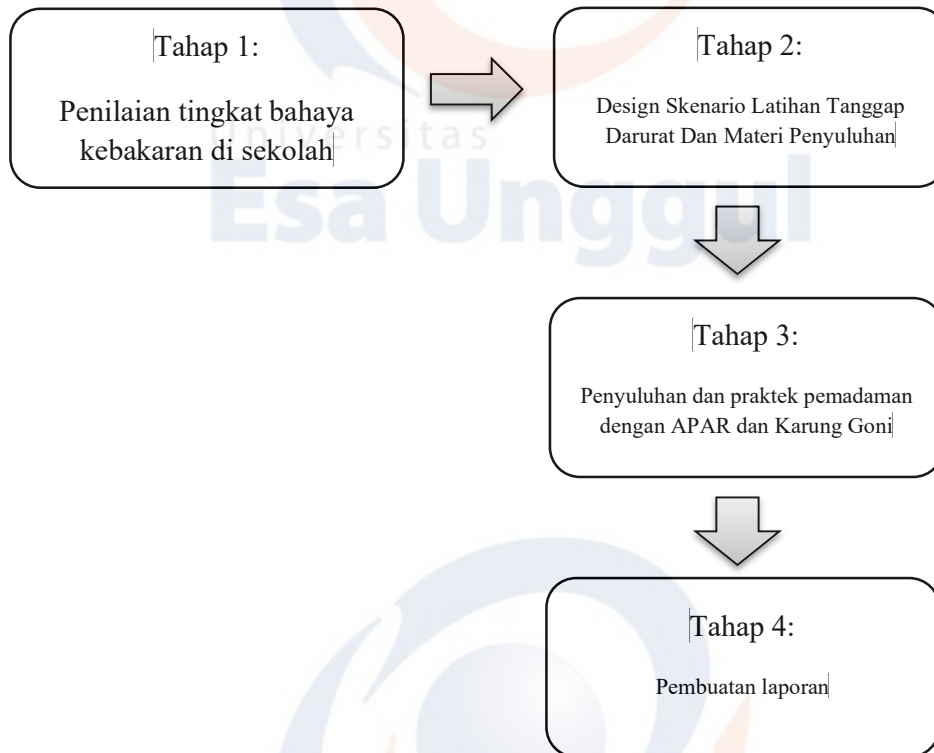 Tahap 1:
Penilaian tingkat bahaya
kebakaran di sekolah
Tahap 2:
Design Skenario Latihan Tanggap
Darurat Dan Materi Penyuluhan
Universitas
Esa Unggul
Tahap 3:
Penyuluhan dan praktek pemadaman
dengan APAR dan Karung Goni
Tahap 4:
Pembuatan laporan